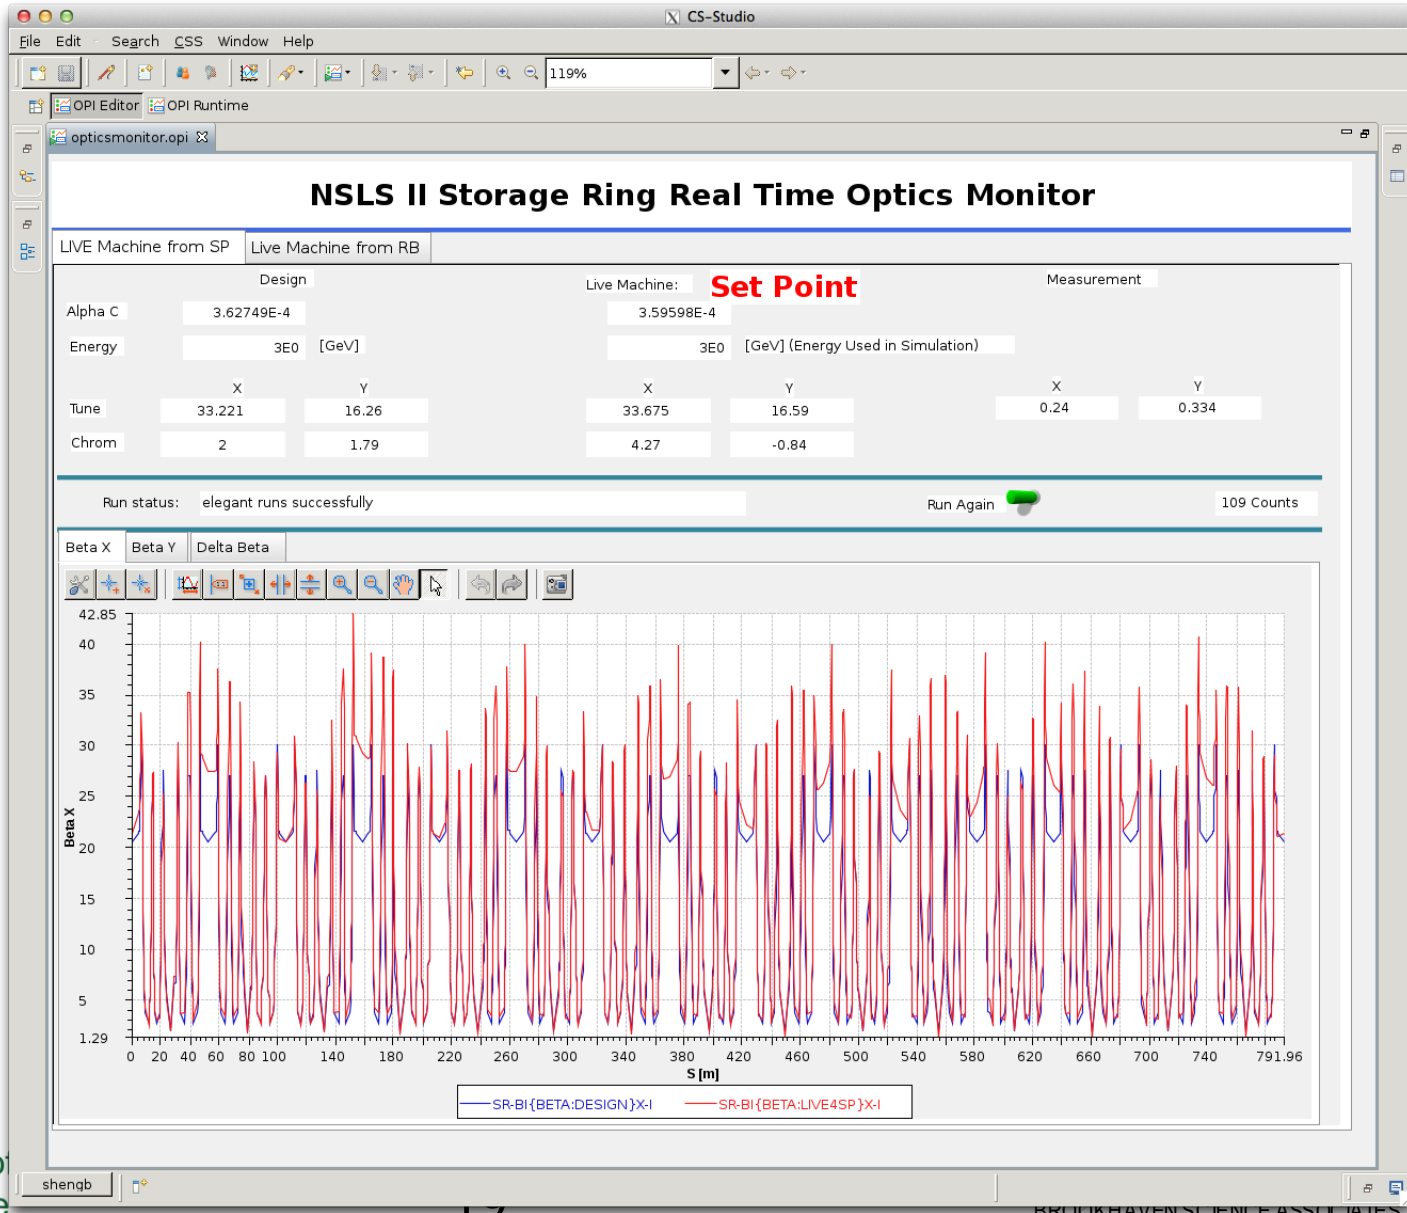 CS-Studio
File Edit Search CSS Window Help
119%
OPI Editor OPI Runtime
opticsmonitor.opi
NSLS II Storage Ring Real Time Optics Monitor
LIVE Machine from SP Live Machine from RB
Design Live Machine: Set Point Measurement
Alpha C 3.62749E-4 3.59598E-4
Energy 3E0 [GeV] 3E0 [GeV] (Energy Used in Simulation)
X Y X Y X Y
Tune 33.221 16.26 33.675 16.59 0.24 0.334
Chrom 2 1.79 4.27 -0.84
Run status: elegant runs successfully Run Again 109 Counts
Beta X Beta Y Delta Beta
42.85
40
35
30
25
20
15
10
5
1.29
Beta X
0 20 40 60 80 100 140 180 220 260 300 340 380 420 460 500 540 580 620 660 700 740 791.96
S [m]
SR-BI{BETA:DESIGN}X-I SR-BI{BETA:LIVE4SP}X-I
shengb
BROOKHAVEN SCIENCE ASSOCIATES